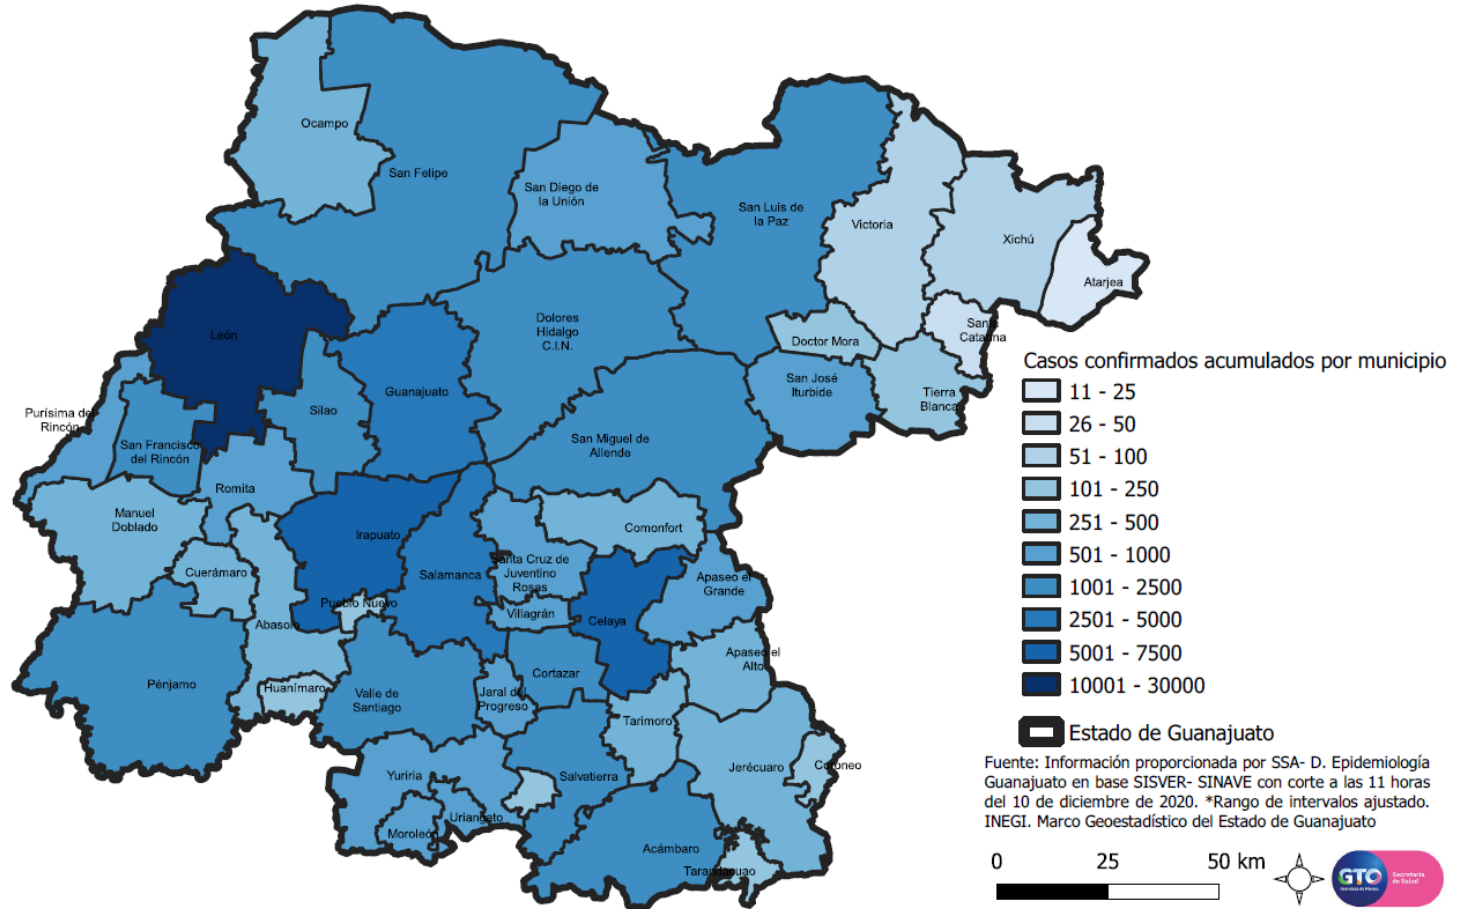 Ocampo
San Felipe
San Diego de
la Unión
San Luis de
la Paz
Victoria
Xichú
Atarjea
León
Dolores
Hidalgo
C.I.N.
Doctor Mora
Santa
Catalina
Guanajuato
Silao
San José
Iturbide
Tierra
Blanca
Purísima del
Rincón
San Francisco
del Rincón
San Miguel de
Allende
Romita
Manuel
Doblado
Irapuato
Comonfort
Cuerámaro
Salamanca
Santa Cruz de
Juventino
Rosas
Apaseo el
Grande
Pueblo Nuevo
Villagrán
Celaya
Abasolo
Apaseo el
Alto
Pénjamo
Huanímaro
Valle de
Santiago
Jaral del
Progreso
Cortazar
Tarimoro
Yuriria
Salvatierra
Jerécuaro
Coroneo
Uriangato
Moroleón
Acámbaro
Tarandacuao
Casos confirmados acumulados por municipio
11 - 25
26 - 50
51 - 100
101 - 250
251 - 500
501 - 1000
1001 - 2500
2501 - 5000
5001 - 7500
10001 - 30000
Estado de Guanajuato
Fuente: Información proporcionada por SSA- D. Epidemiología
Guanajuato en base SISVER- SINAVE con corte a las 11 horas
del 10 de diciembre de 2020. *Rango de intervalos ajustado.
INEGI. Marco Geoestadístico del Estado de Guanajuato
0 25 50 km
GTO
Secretaría
de Salud